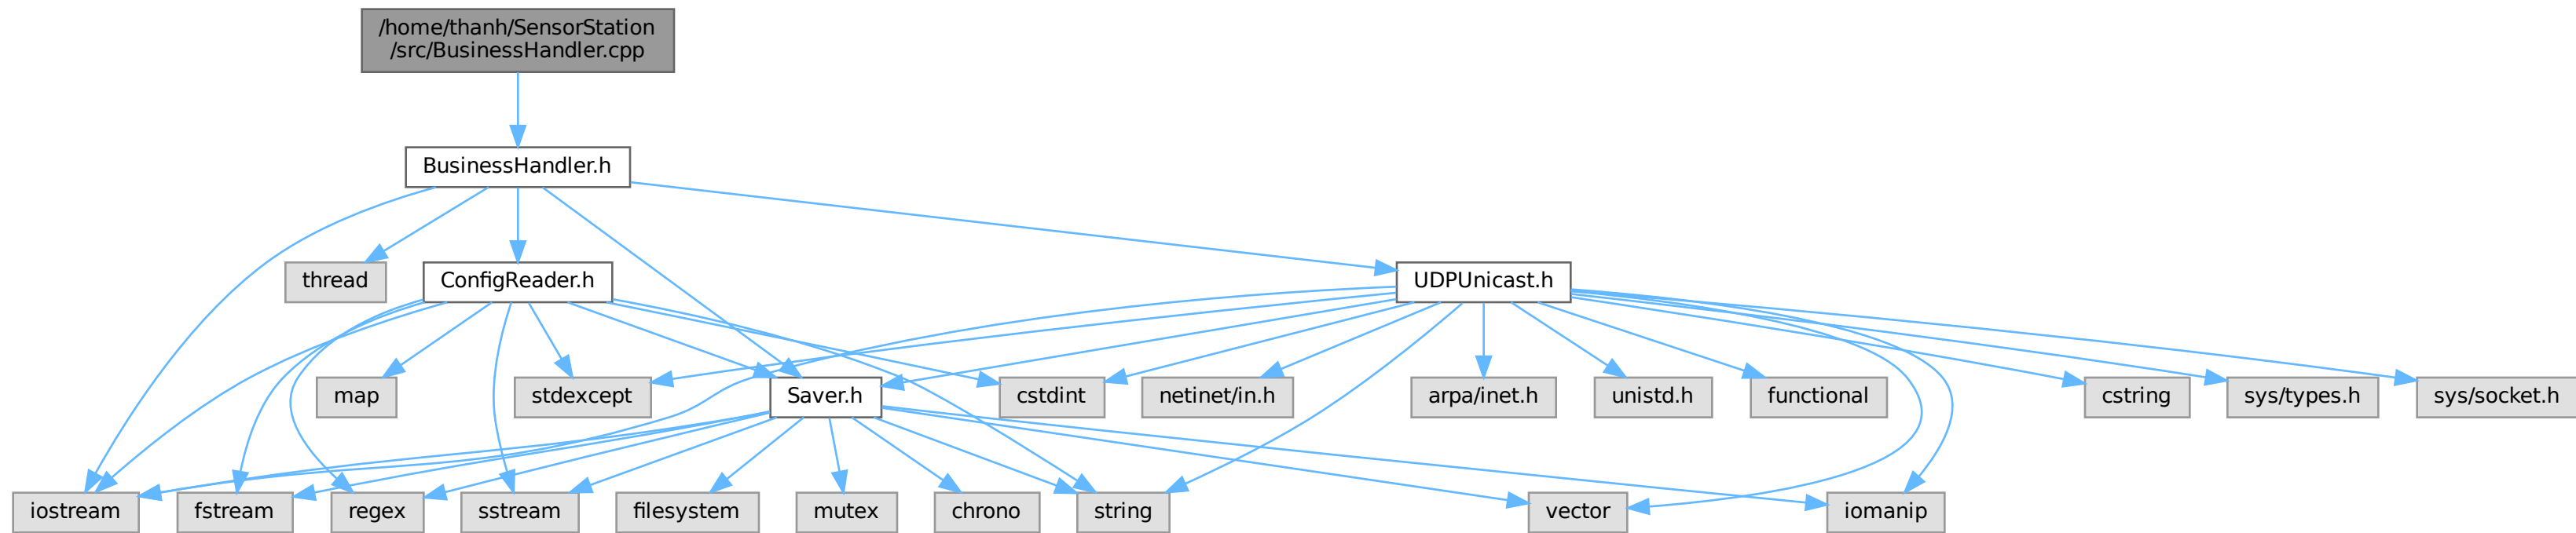 /home/thanh/SensorStation
/src/BusinessHandler.cpp
BusinessHandler.h
thread
ConfigReader.h
UDPUnicast.h
map
stdexcept
Saver.h
cstdint
netinet/in.h
arpa/inet.h
unistd.h
functional
cstring
sys/types.h
sys/socket.h
iostream
fstream
regex
sstream
filesystem
mutex
chrono
string
vector
iomanip